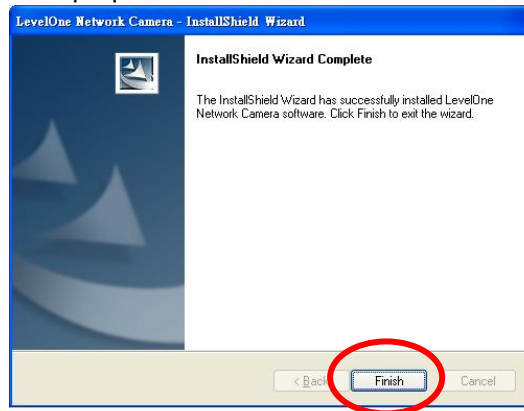 LevelOne Network Camera - InstallShield Wizard
InstallShield Wizard Complete
The InstallShield Wizard has successfully installed LevelOne
Network Camera software. Click Finish to exit the wizard.
< Back
Finish
Cancel